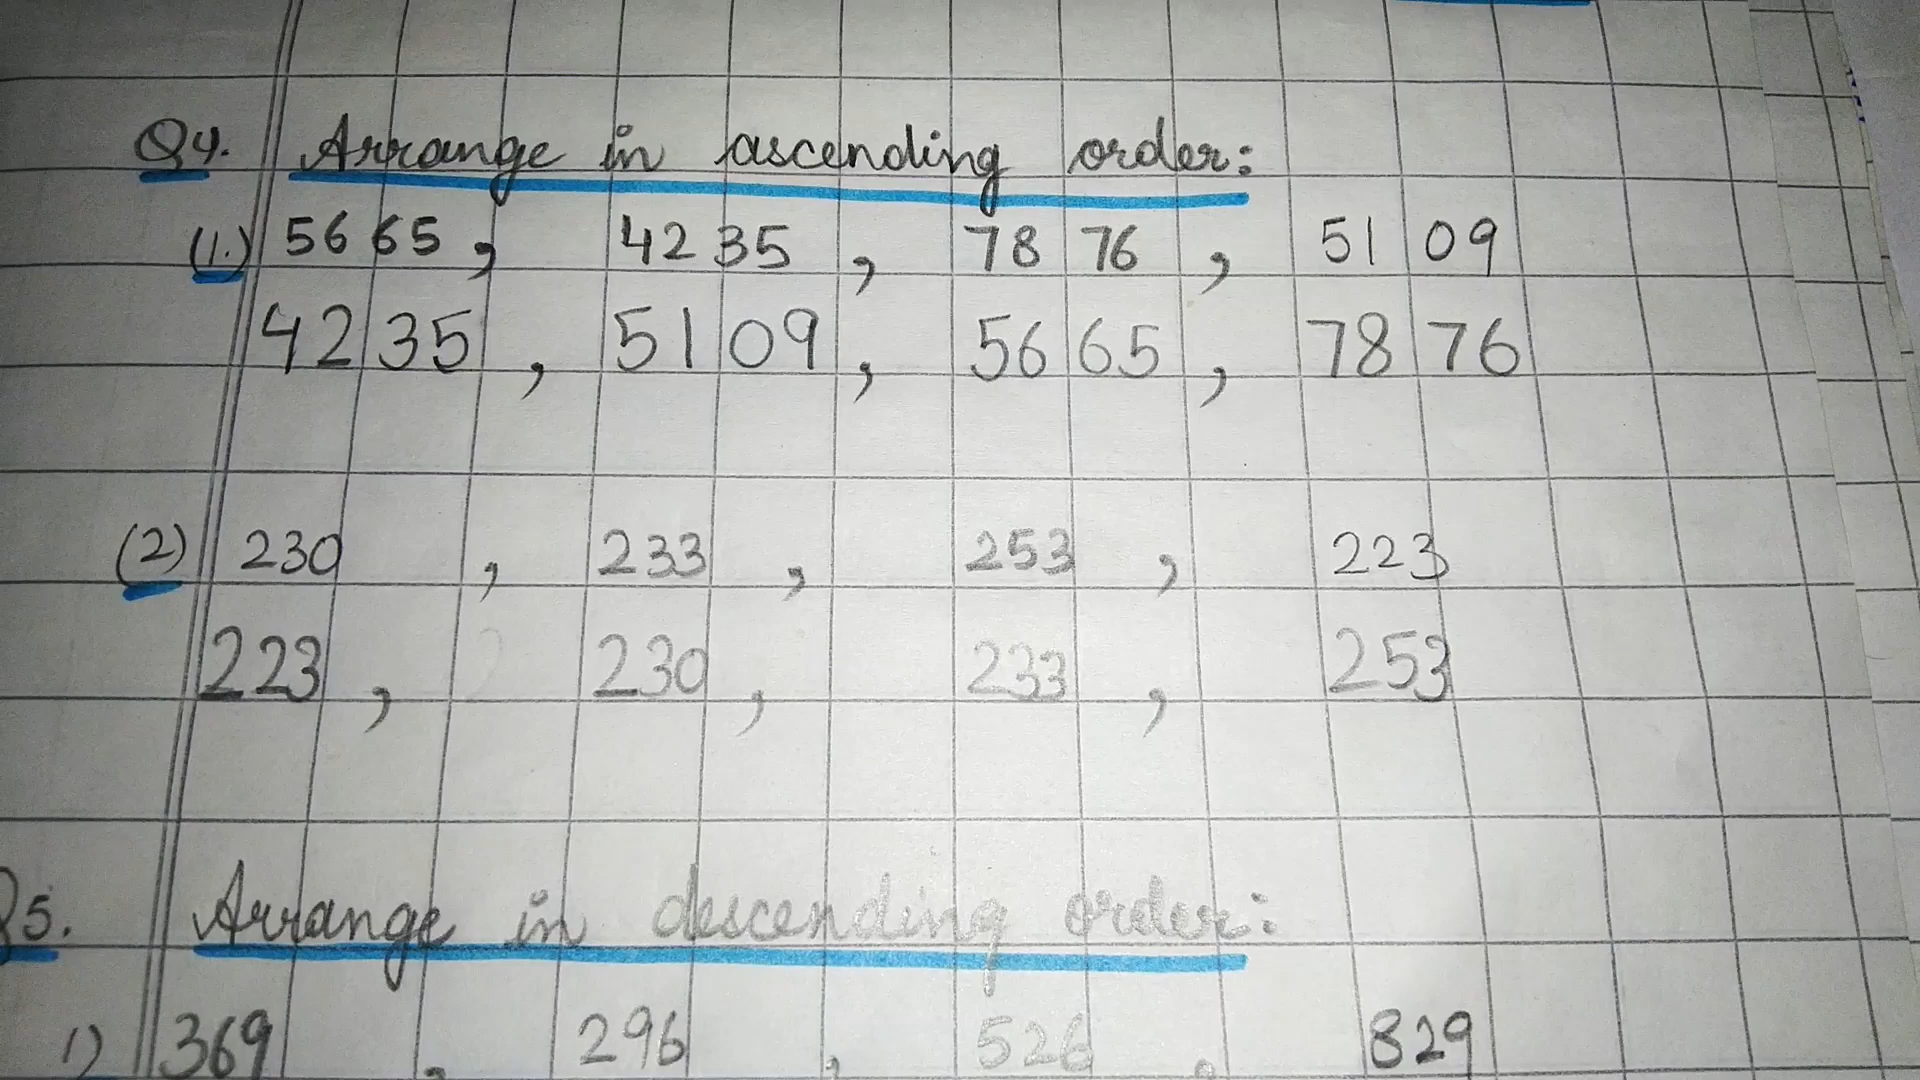 Q4. Arrange in ascending order:
(1.) 5665, 4235, 7876, 5109
4235, 5109, 5665, 7876
(2) 230, 233, 253, 223
223, 230, 233, 253
Q5. Arrange in descending order:
1) 369, 296, 526, 829